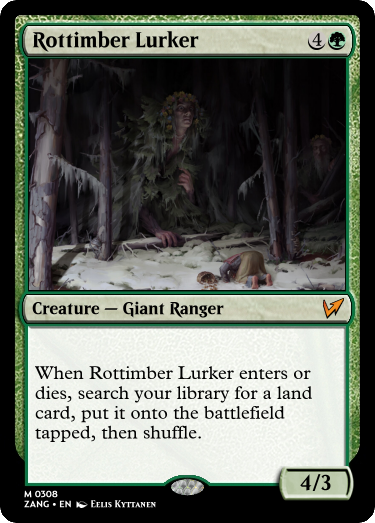 Rottimber Lurker 4
Creature — Giant Ranger
When Rottimber Lurker enters or
dies, search your library for a land
card, put it onto the battlefield
tapped, then shuffle.
4/3
M 0308
ZANG • EN Eelis Kyttanen